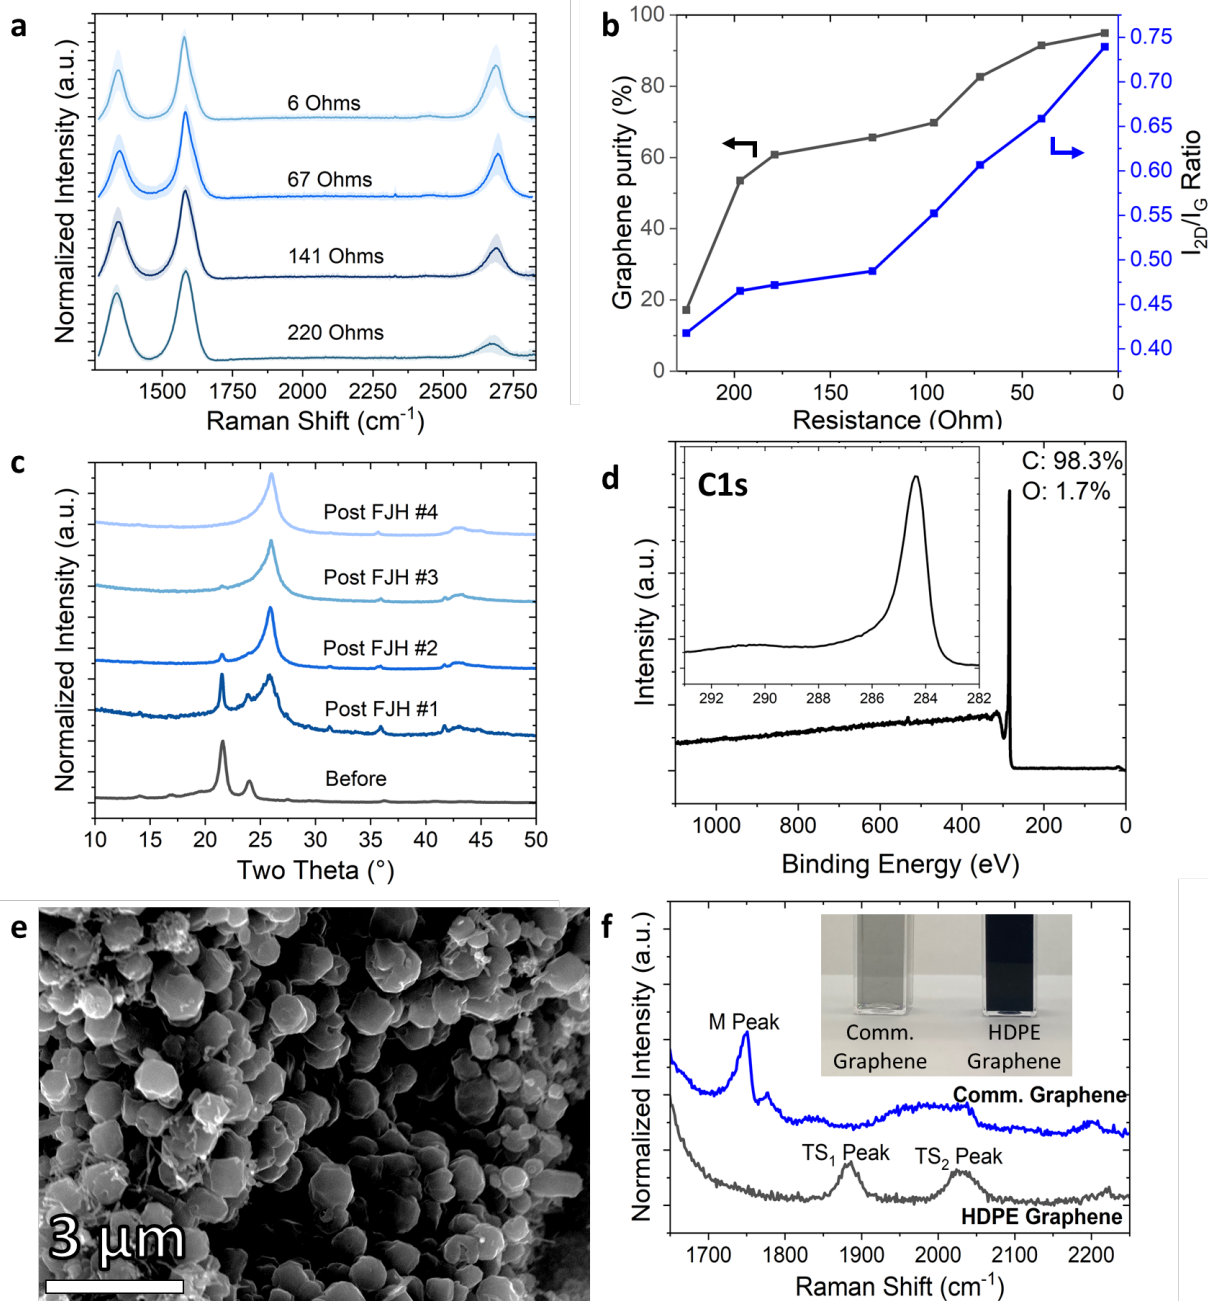 a
Normalized Intensity (a.u.)
6 Ohms
67 Ohms
141 Ohms
220 Ohms
1500 1750 2000 2250 2500 2750
Raman Shift (cm⁻¹)
b
Graphene purity (%)
100
80
60
40
20
0
0.75
0.70
0.65
0.60
0.55
0.50
0.45
0.40
I₂D/I_G Ratio
200 150 100 50 0
Resistance (Ohm)
c
Normalized Intensity (a.u.)
Post FJH #4
Post FJH #3
Post FJH #2
Post FJH #1
Before
10 15 20 25 30 35 40 45 50
Two Theta (°)
d
Intensity (a.u.)
C1s
292 290 288 286 284 282
C: 98.3%
O: 1.7%
1000 800 600 400 200 0
Binding Energy (eV)
e
3 μm
f
Normalized Intensity (a.u.)
Comm.
Graphene
HDPE
Graphene
M Peak
Comm. Graphene
TS₁ Peak
TS₂ Peak
HDPE Graphene
1700 1800 1900 2000 2100 2200
Raman Shift (cm⁻¹)